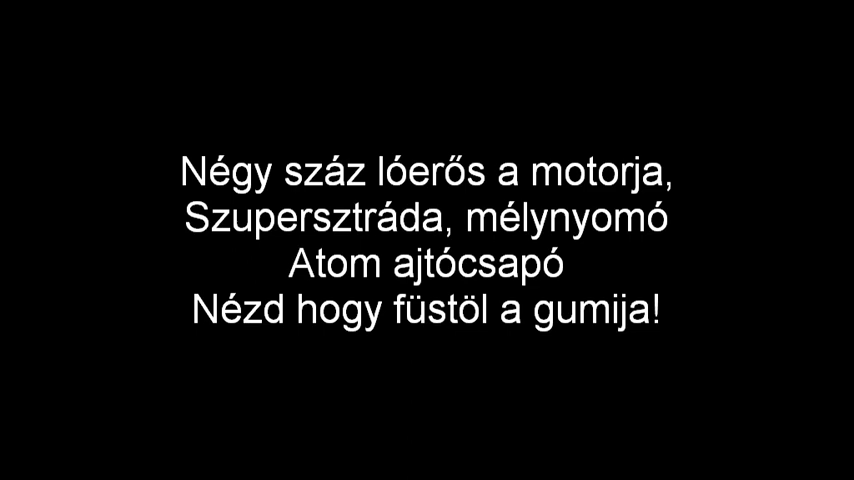 Négy száz lóerős a motorja,
Szupersztráda, mélynyomó
Atom ajtócsapó
Nézd hogy füstöl a gumija!